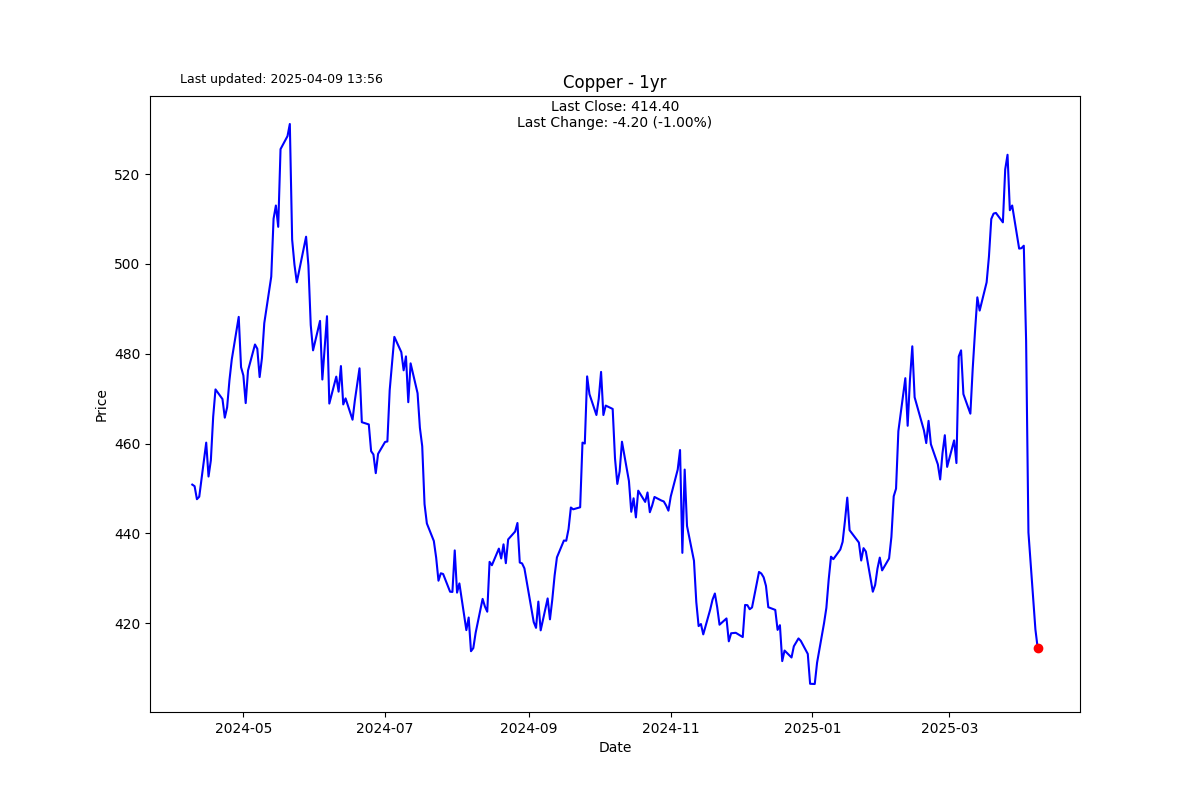 Last updated: 2025-04-09 13:56
Copper - 1yr
Last Close: 414.40
Last Change: -4.20 (-1.00%)
520
500
480
460
440
420
Price
2024-05
2024-07
2024-09
2024-11
2025-01
2025-03
Date